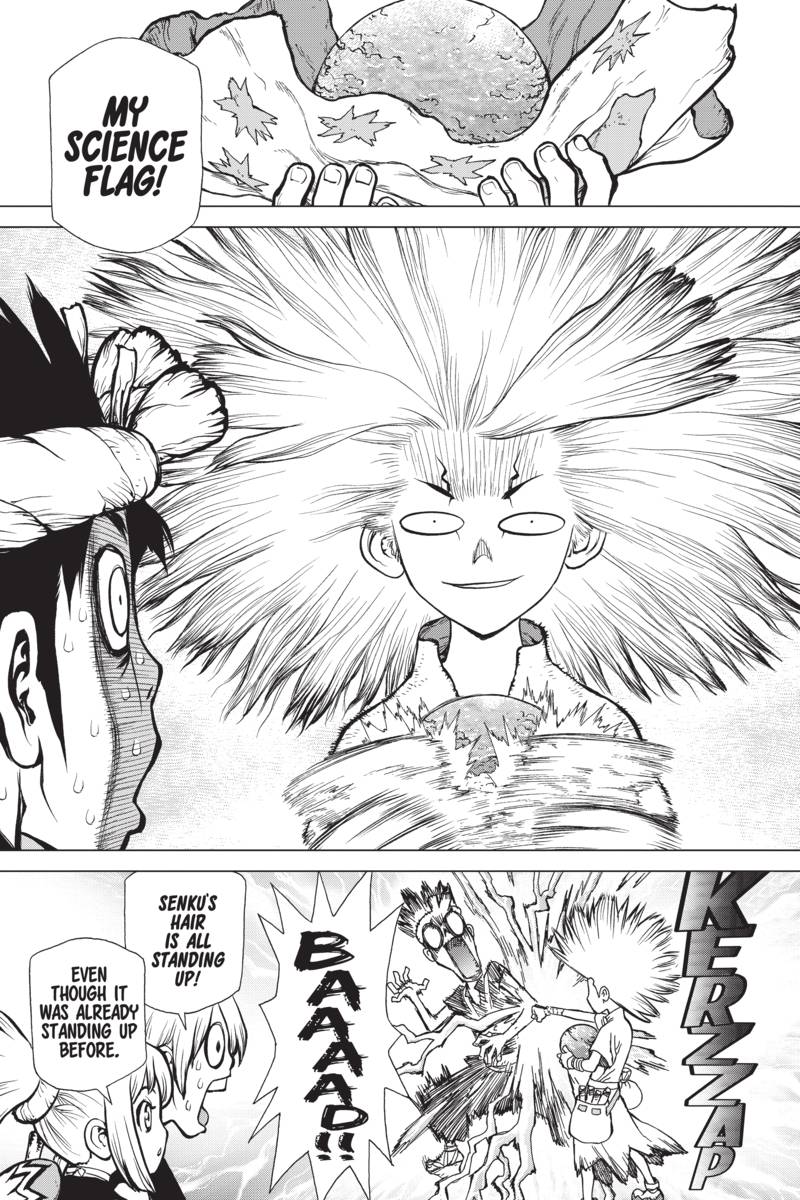 MY
SCIENCE
FLAG!
SENKU'S
HAIR
IS ALL
STANDING
UP!
EVEN
THOUGH IT
WAS ALREADY
STANDING UP
BEFORE.
BAAAAD!!
KERZZAP